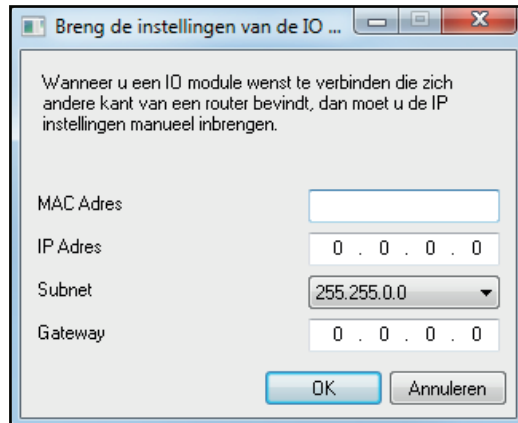 Breng de instellingen van de IO ...
Wanneer u een IO module wenst te verbinden die zich
andere kant van een router bevindt, dan moet u de IP
instellingen manueel inbrengen.
MAC Adres
IP Adres 0 . 0 . 0 . 0
Subnet 255.255.0.0
Gateway 0 . 0 . 0 . 0
OK Annuleren